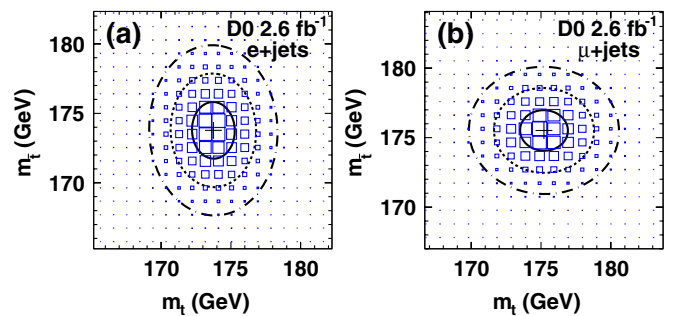 (a) D0 2.6 fb⁻¹
e+jets
m_t̄ (GeV)
180
175
170
170 175 180
m_t (GeV)
(b) D0 2.6 fb⁻¹
μ+jets
m_t̄ (GeV)
180
175
170
170 175 180
m_t (GeV)